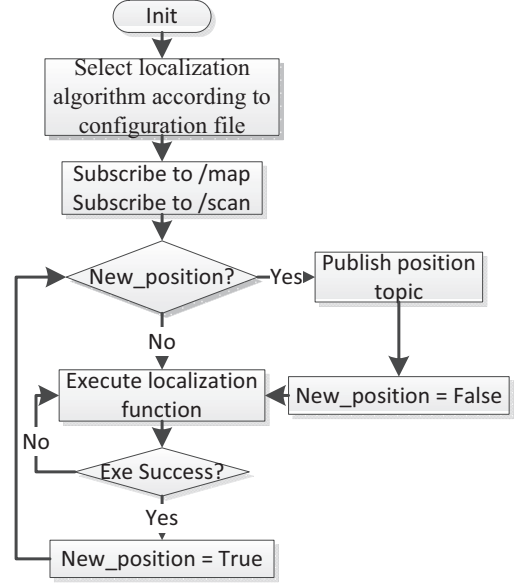 Init
Select localization
algorithm according to
configuration file
Subscribe to /map
Subscribe to /scan
New_position?
Yes
Publish position
topic
No
Execute localization
function
New_position = False
No
Exe Success?
Yes
New_position = True